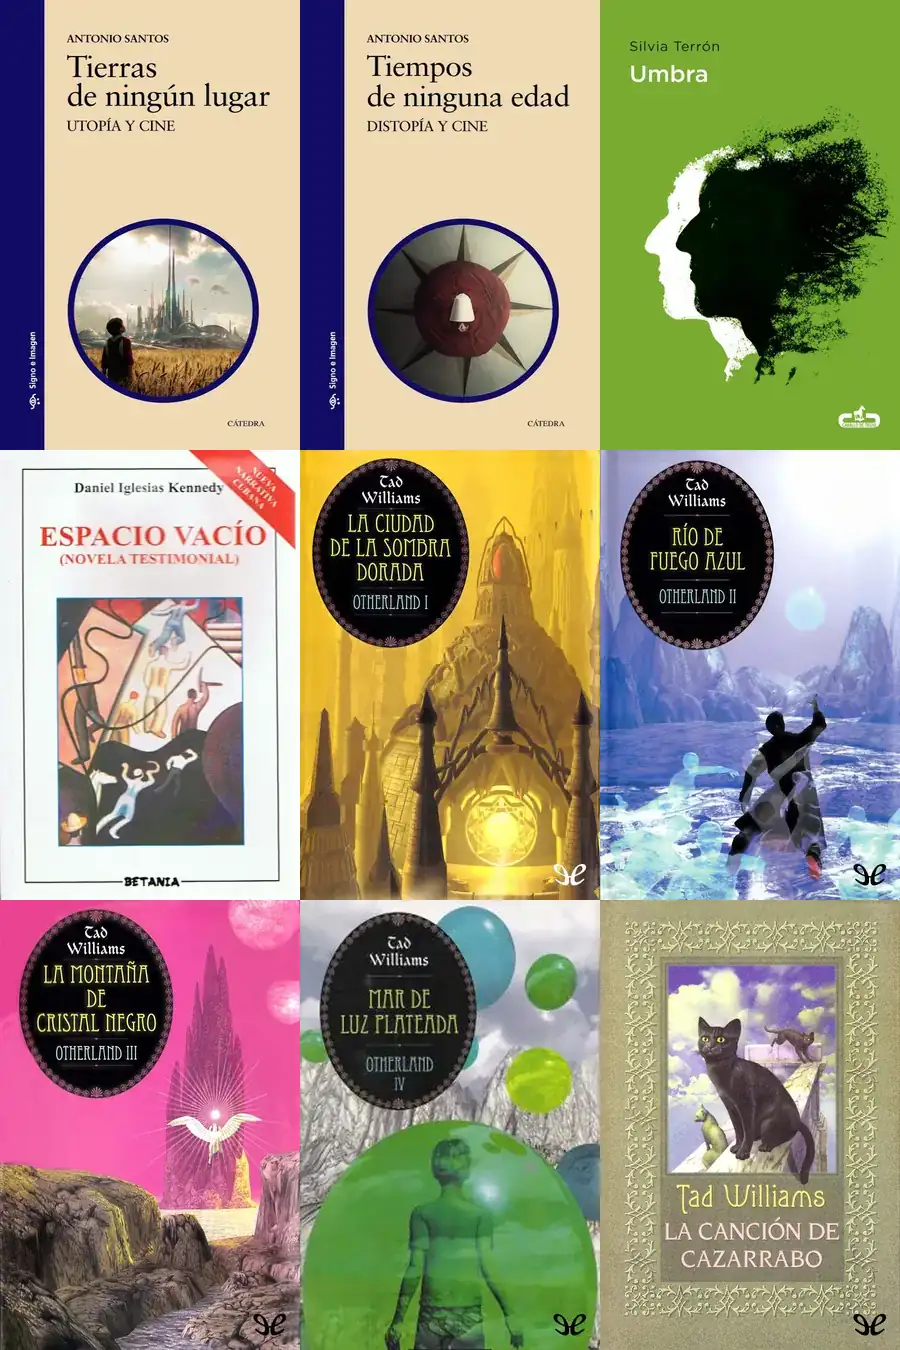 ANTONIO SANTOS
Tierras
de ningún lugar
UTOPÍA Y CINE
Signo e Imagen
CÁTEDRA
ANTONIO SANTOS
Tiempos
de ninguna edad
DISTOPÍA Y CINE
Signo e Imagen
CÁTEDRA
Silvia Terrón
Umbra
CABALLO DE TROYA
NUEVA
NARRATIVA
CUBANA
Daniel Iglesias Kennedy
ESPACIO VACÍO
(NOVELA TESTIMONIAL)
BETANIA
Tad
Williams
LA CIUDAD
DE LA SOMBRA
DORADA
OTHERLAND I
Tad
Williams
RÍO DE
FUEGO AZUL
OTHERLAND II
Tad
Williams
LA MONTAÑA
DE
CRISTAL NEGRO
OTHERLAND III
Tad
Williams
MAR DE
LUZ PLATEADA
OTHERLAND
IV
Tad Williams
LA CANCIÓN DE
CAZARRABO